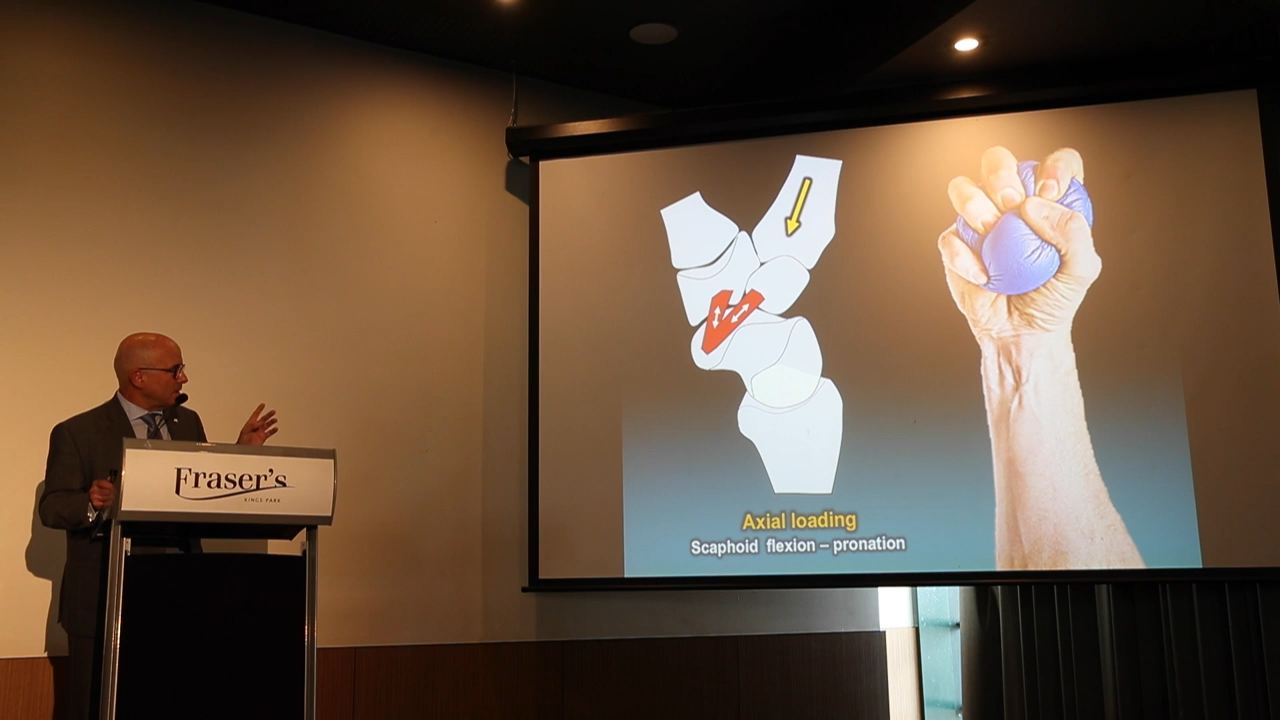 Fraser's
KINGS PARK
Axial loading
Scaphoid flexion – pronation